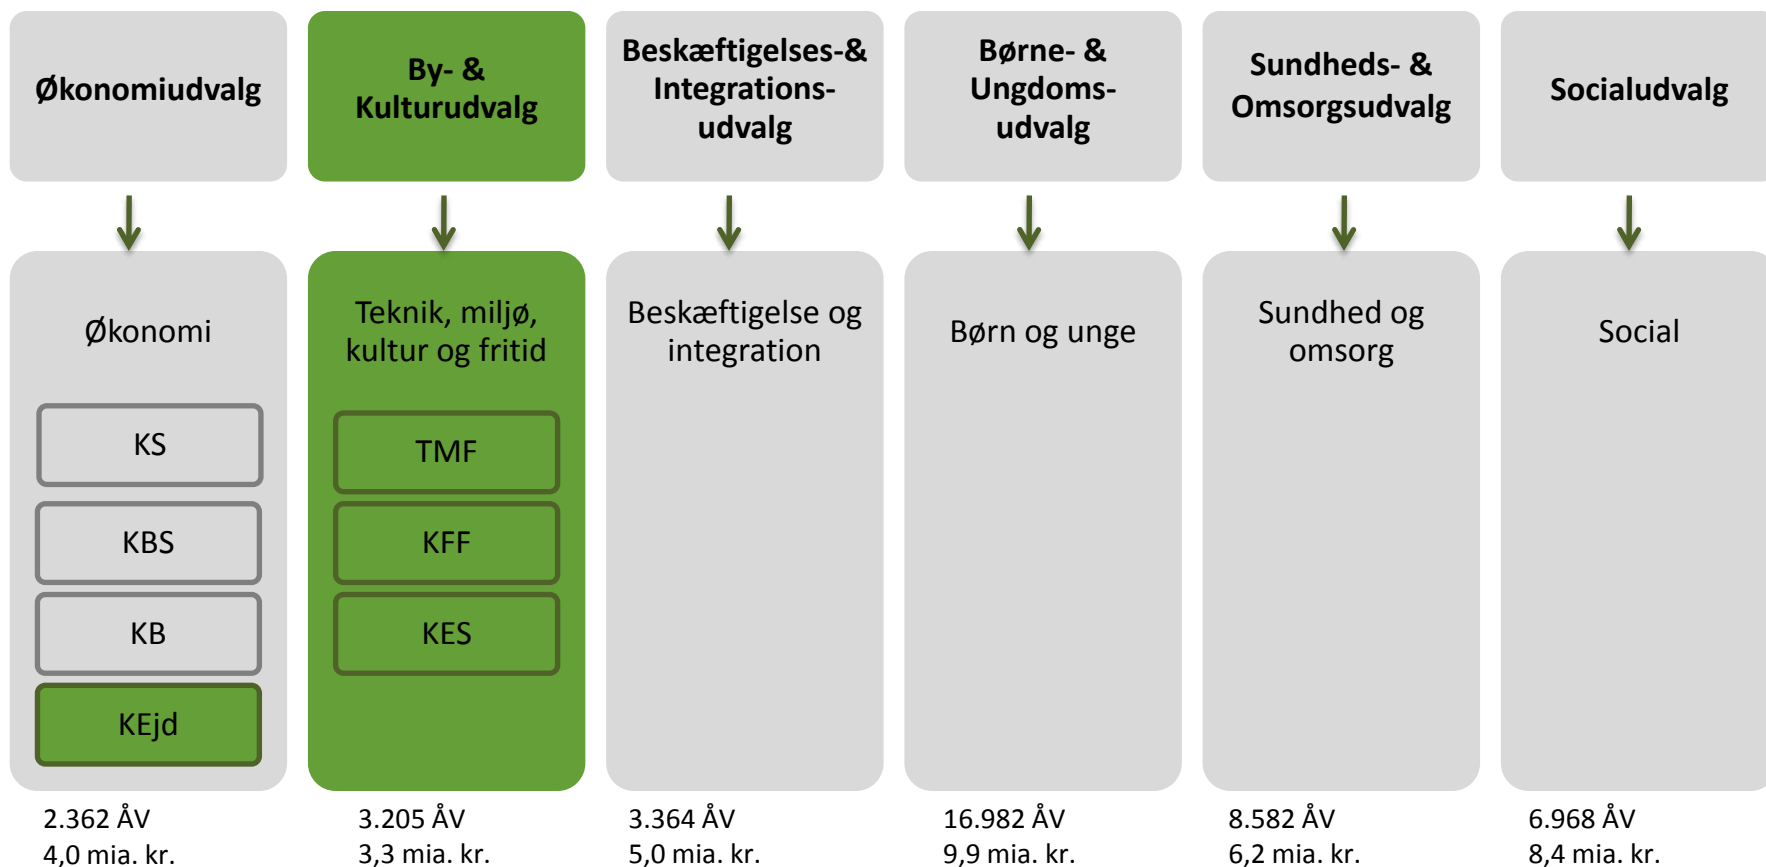 Økonomiudvalg
By- &
Kulturudvalg
Beskæftigelses-&
Integrations-
udvalg
Børne- &
Ungdoms-
udvalg
Sundheds- &
Omsorgsudvalg
Socialudvalg
Økonomi
KS
KBS
KB
KEjd
Teknik, miljø,
kultur og fritid
TMF
KFF
KES
Beskæftigelse og
integration
Børn og unge
Sundhed og
omsorg
Social
2.362 ÅV
4,0 mia. kr.
3.205 ÅV
3,3 mia. kr.
3.364 ÅV
5,0 mia. kr.
16.982 ÅV
9,9 mia. kr.
8.582 ÅV
6,2 mia. kr.
6.968 ÅV
8,4 mia. kr.